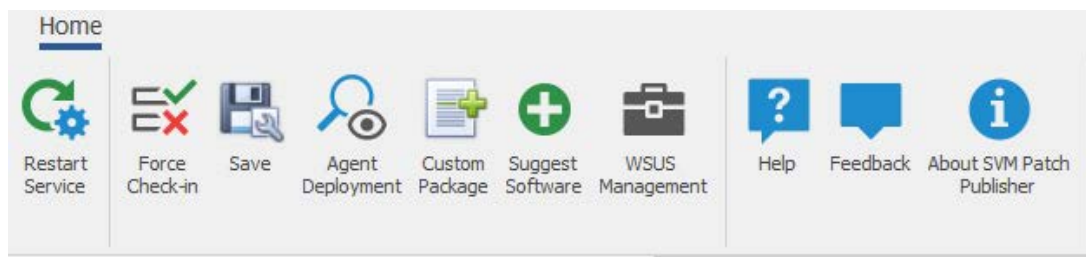 Home
Restart
Service
Force
Check-in
Save
Agent
Deployment
Custom
Package
Suggest
Software
WSUS
Management
?
Help
Feedback
i
About SVM Patch
Publisher